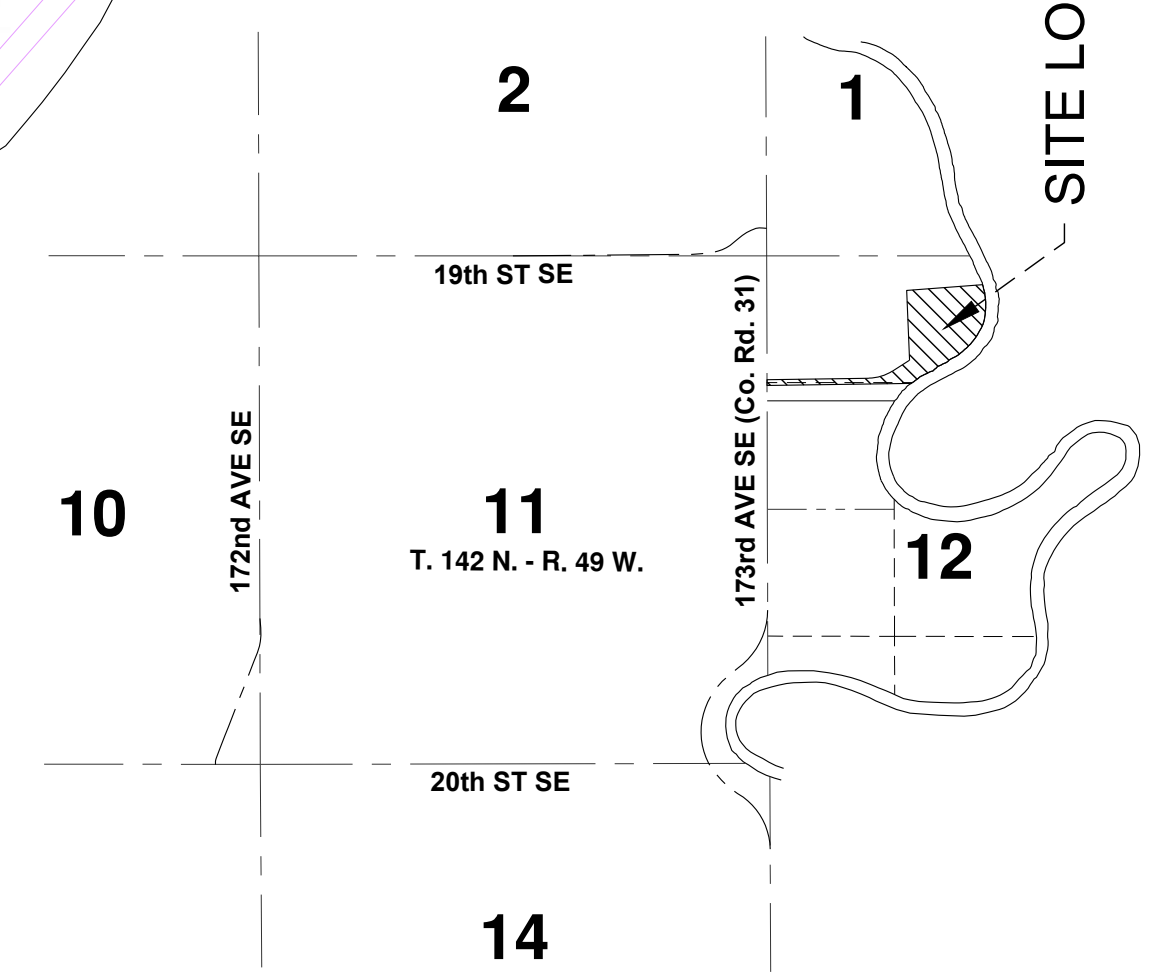 2
1
SITE LO
19th ST SE
173rd AVE SE (Co. Rd. 31)
172nd AVE SE
10
11
T. 142 N. - R. 49 W.
12
20th ST SE
14